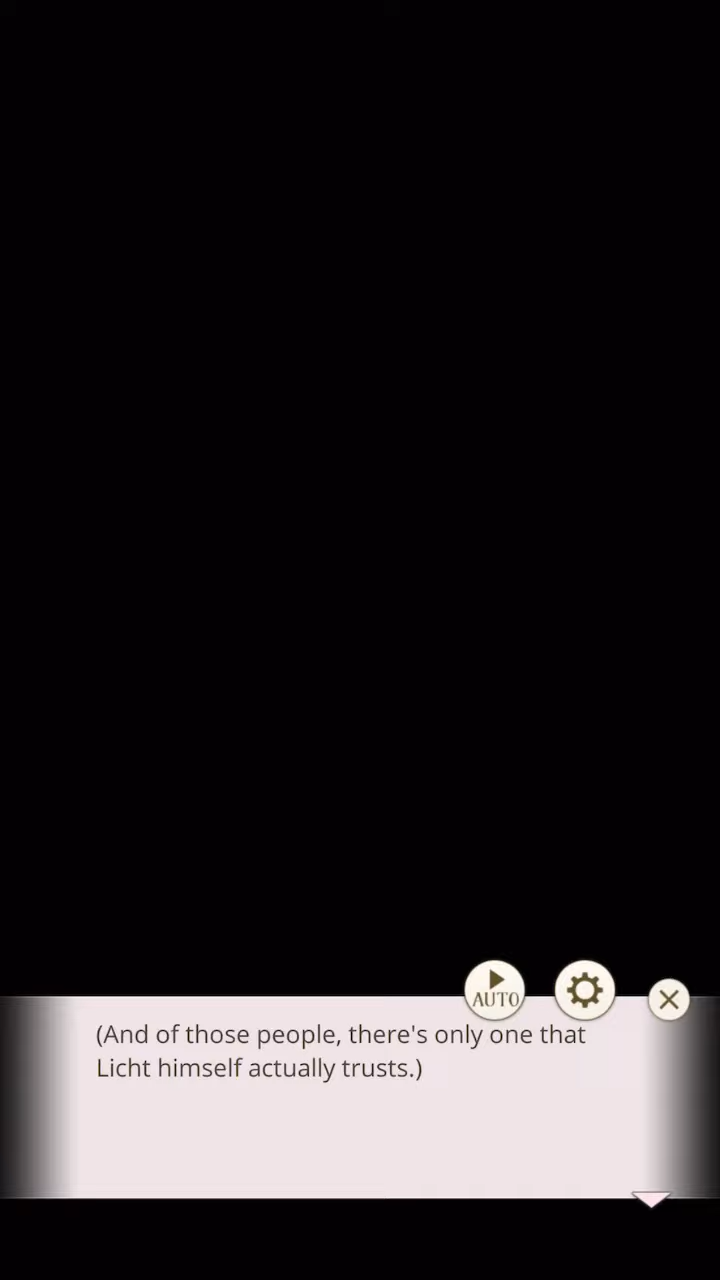 AUTO
(And of those people, there's only one that
Licht himself actually trusts.)